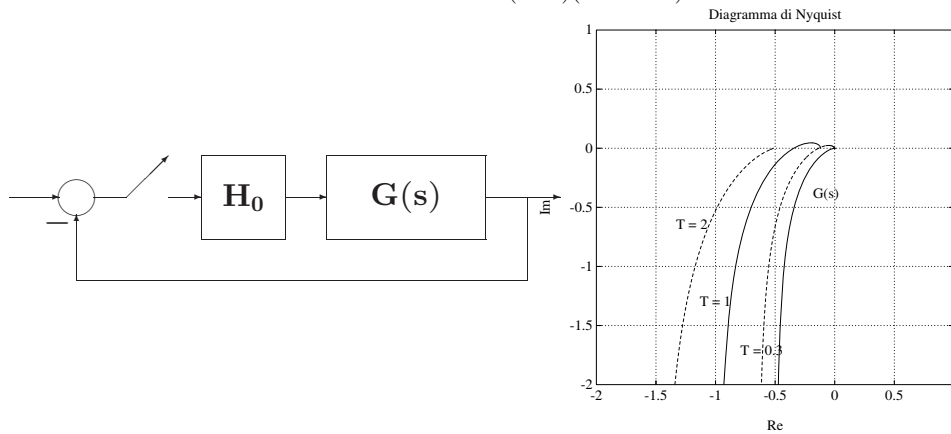 Diagramma di Nyquist
H₀
G(s)
−
Im
1
0.5
0
-0.5
-1
-1.5
-2
G(s)
T = 2
T = 1
T = 0.3
-2
-1.5
-1
-0.5
0
0.5
Re